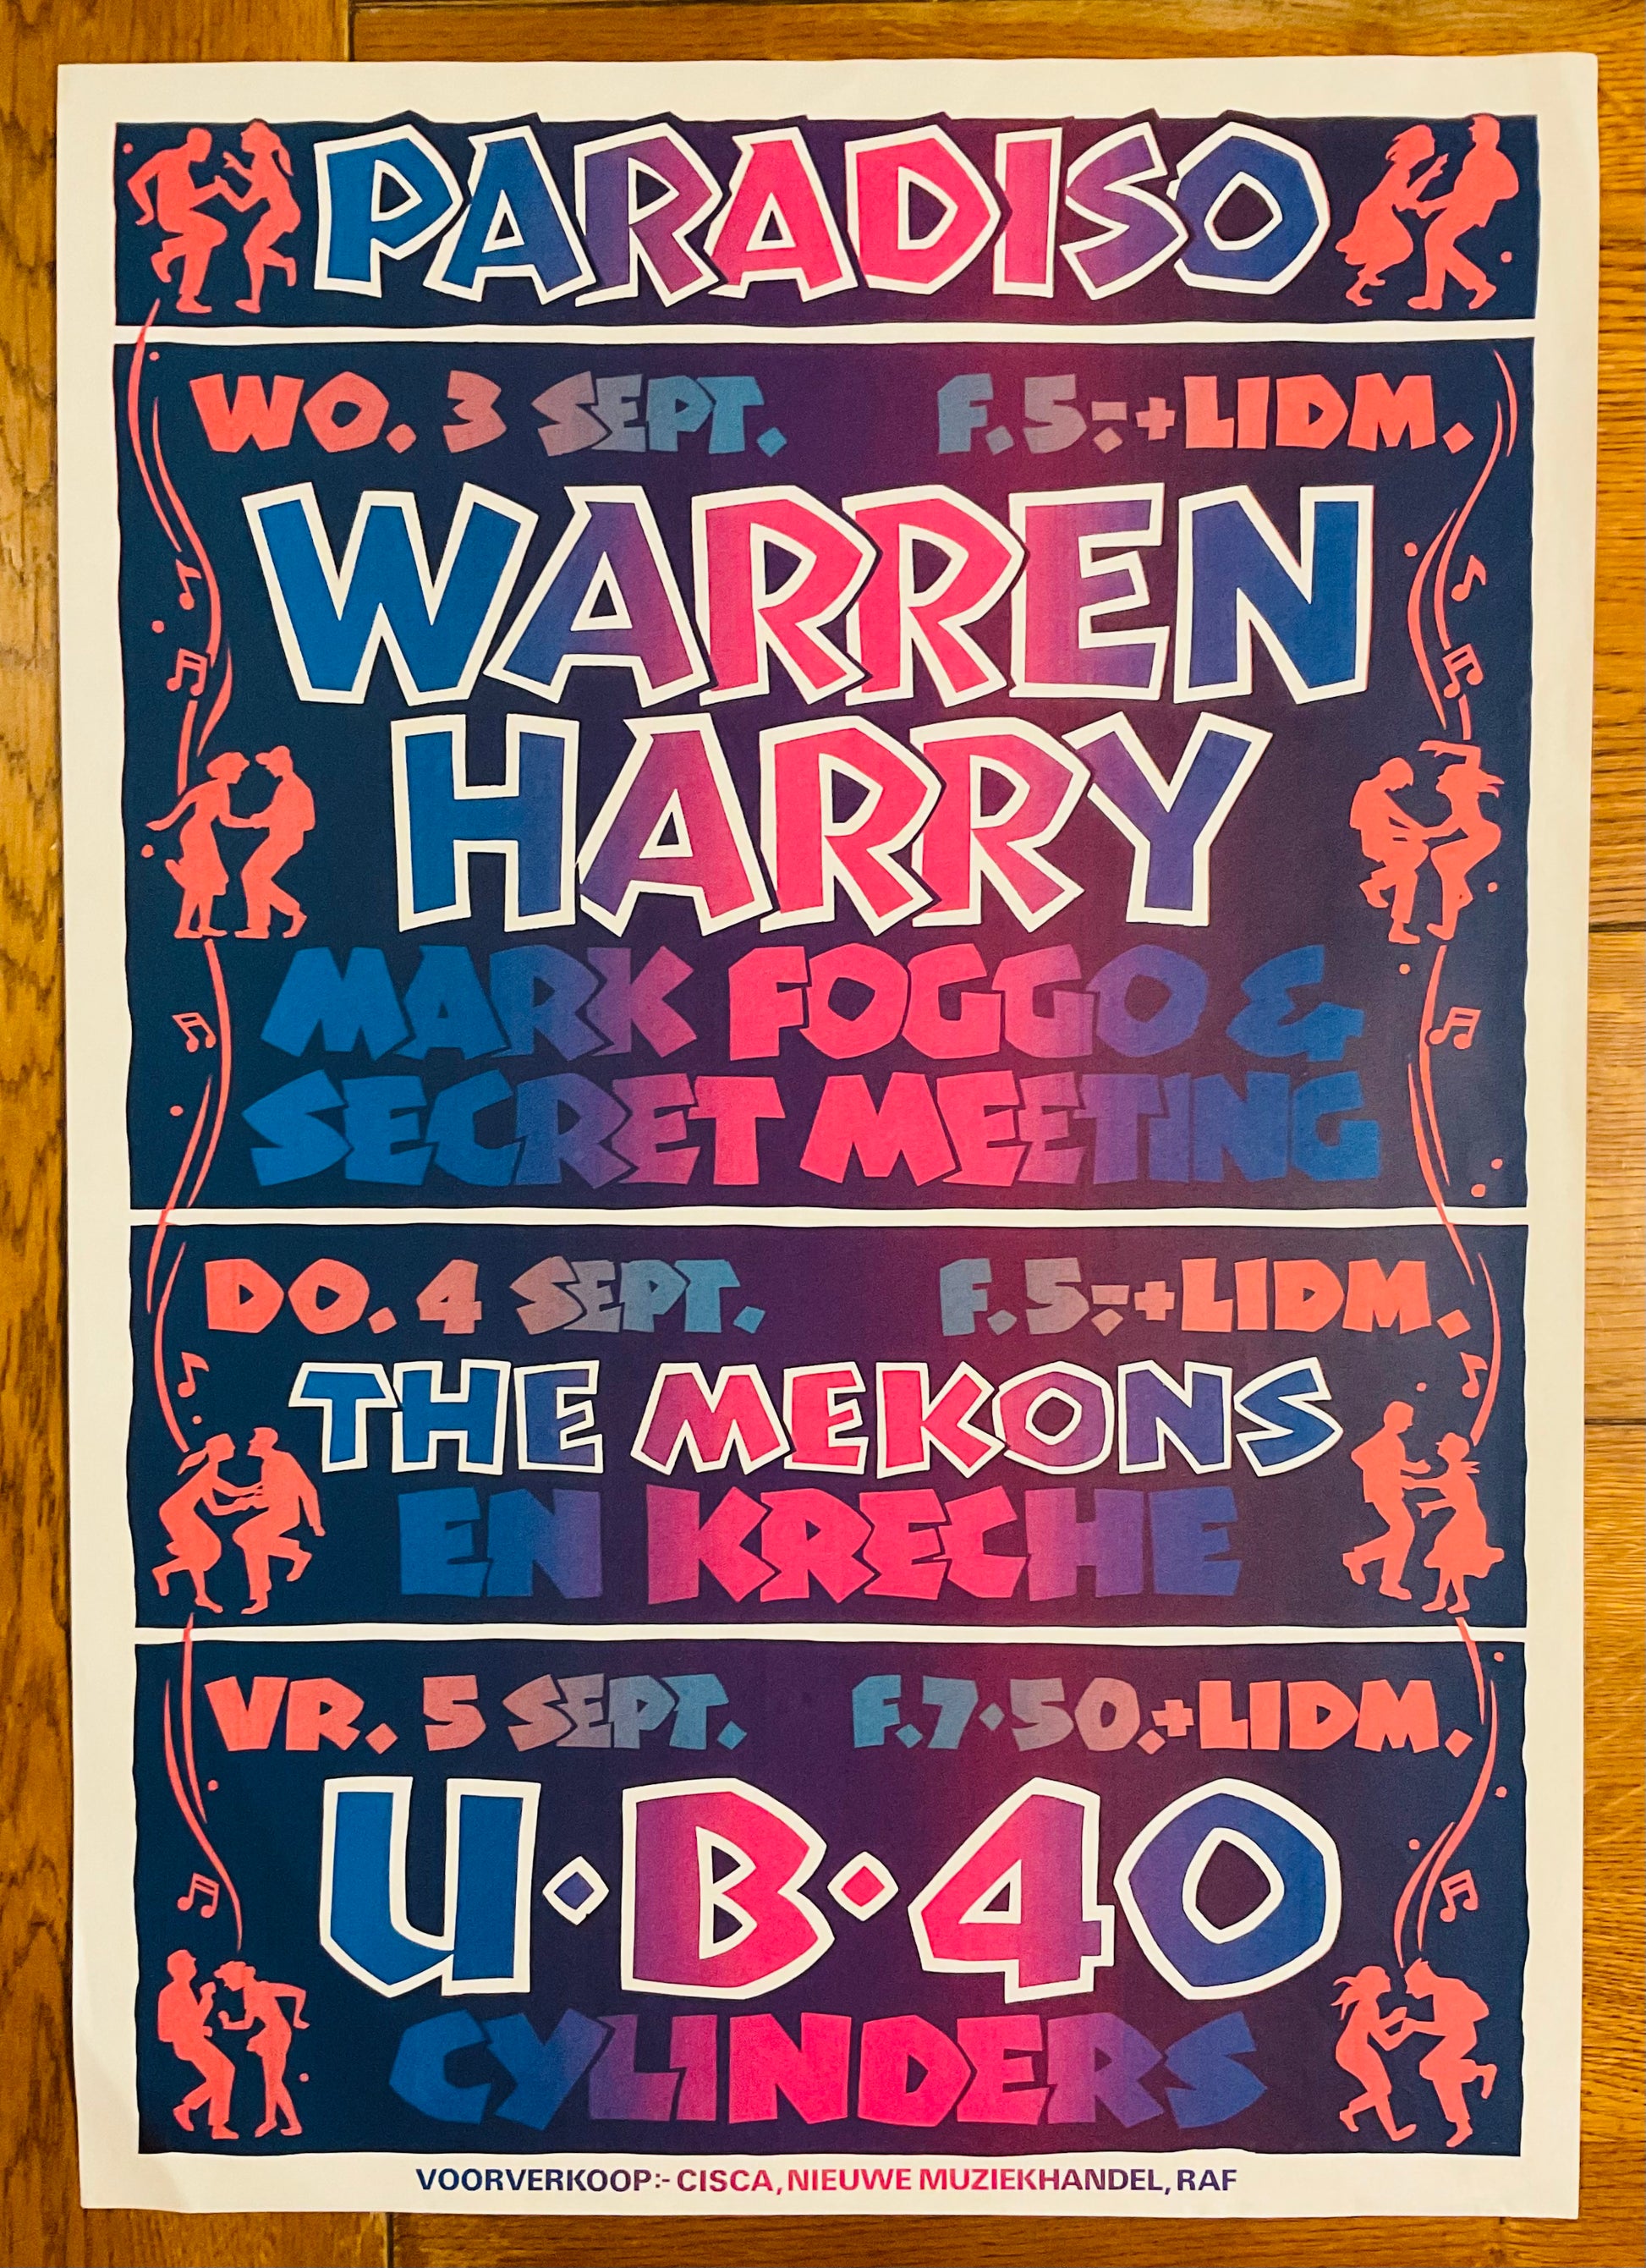 PARADISO
WO. 3 SEPT. F.5.-+LIDM.
WARREN
HARRY
MARK FOGGO &
SECRET MEETING
DO. 4 SEPT. F.5.-+LIDM.
THE MEKONS
EN KRECHE
VR. 5 SEPT. F.7·50.+LIDM.
U·B·40
CYLINDERS
VOORVERKOOP:- CISCA, NIEUWE MUZIEKHANDEL, RAF